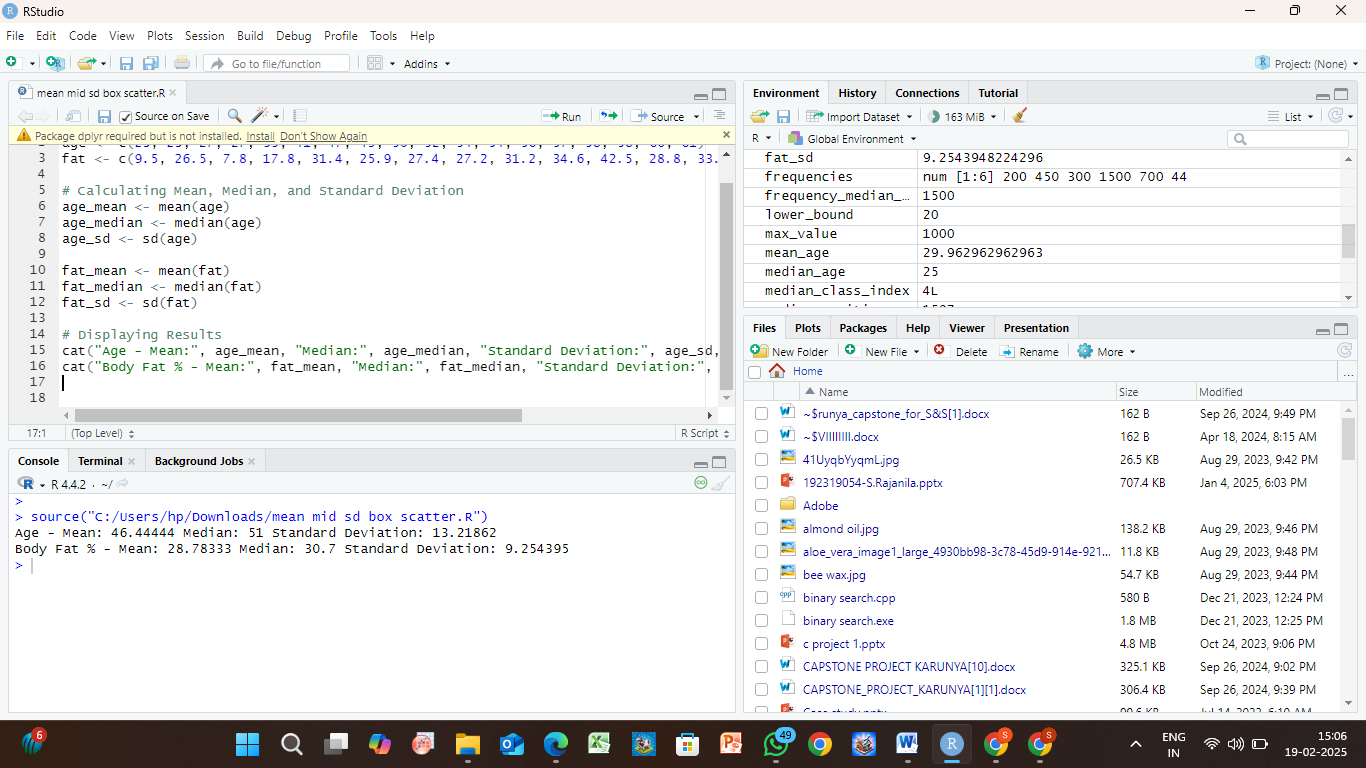 RStudio
File Edit Code View Plots Session Build Debug Profile Tools Help
Go to file/function Addins Project: (None)
mean mid sd box scatter.R
Source on Save Run Source
Package dplyr required but is not installed. Install Don't Show Again
3 fat <- c(9.5, 26.5, 7.8, 17.8, 31.4, 25.9, 27.4, 27.2, 31.2, 34.6, 42.5, 28.8, 33.
4
5 # Calculating Mean, Median, and Standard Deviation
6 age_mean <- mean(age)
7 age_median <- median(age)
8 age_sd <- sd(age)
9
10 fat_mean <- mean(fat)
11 fat_median <- median(fat)
12 fat_sd <- sd(fat)
13
14 # Displaying Results
15 cat("Age - Mean:", age_mean, "Median:", age_median, "Standard Deviation:", age_sd,
16 cat("Body Fat % - Mean:", fat_mean, "Median:", fat_median, "Standard Deviation:",
17
18
17:1 (Top Level) R Script
Console Terminal Background Jobs
R 4.4.2 · ~/
>
> source("C:/Users/hp/Downloads/mean mid sd box scatter.R")
Age - Mean: 46.44444 Median: 51 Standard Deviation: 13.21862
Body Fat % - Mean: 28.78333 Median: 30.7 Standard Deviation: 9.254395
>
Environment History Connections Tutorial
Import Dataset 163 MiB List
R Global Environment
fat_sd 9.2543948224296
frequencies num [1:6] 200 450 300 1500 700 44
frequency_median_… 1500
lower_bound 20
max_value 1000
mean_age 29.962962962963
median_age 25
median_class_index 4L
Files Plots Packages Help Viewer Presentation
New Folder New File Delete Rename More
Home ...
Name Size Modified
~$runya_capstone_for_S&S[1].docx 162 B Sep 26, 2024, 9:49 PM
~$VIIIIIIII.docx 162 B Apr 18, 2024, 8:15 AM
41UyqbYyqmL.jpg 26.5 KB Aug 29, 2023, 9:42 PM
192319054-S.Rajanila.pptx 707.4 KB Jan 4, 2025, 6:03 PM
Adobe
almond oil.jpg 138.2 KB Aug 29, 2023, 9:46 PM
aloe_vera_image1_large_4930bb98-3c78-45d9-914e-921... 11.8 KB Aug 29, 2023, 9:48 PM
bee wax.jpg 54.7 KB Aug 29, 2023, 9:44 PM
binary search.cpp 580 B Dec 21, 2023, 12:24 PM
binary search.exe 1.8 MB Dec 21, 2023, 12:25 PM
c project 1.pptx 4.8 MB Oct 24, 2023, 9:06 PM
CAPSTONE PROJECT KARUNYA[10].docx 325.1 KB Sep 26, 2024, 9:02 PM
CAPSTONE_PROJECT_KARUNYA[1][1].docx 306.4 KB Sep 26, 2024, 9:39 PM
6 49 ENG IN 15:06
19-02-2025